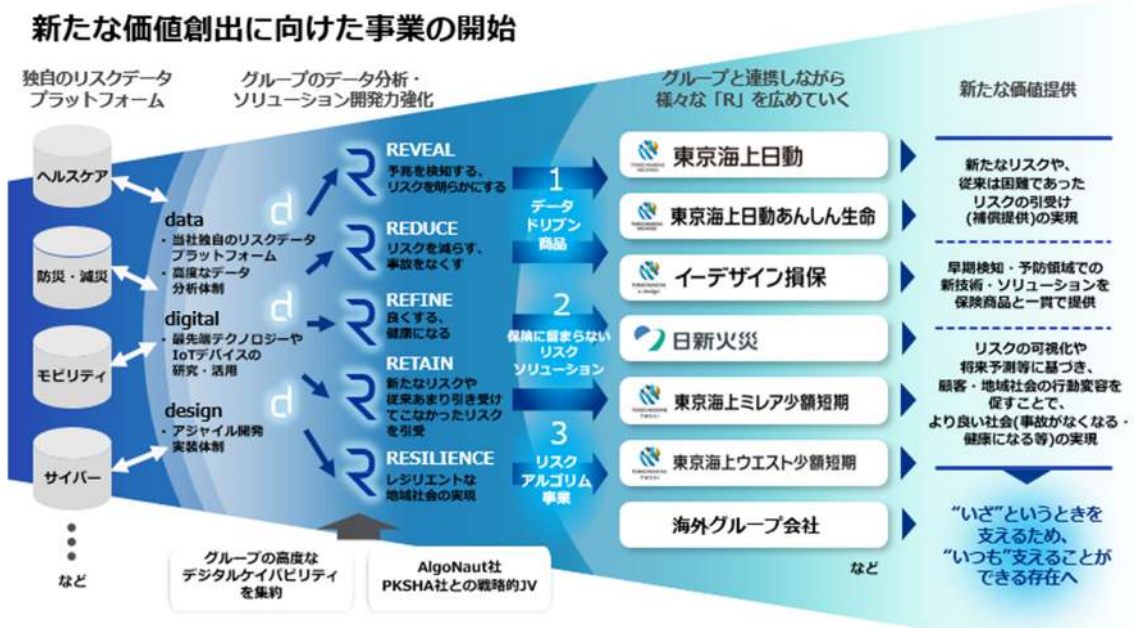 新たな価値創出に向けた事業の開始
独自のリスクデータ
プラットフォーム
ヘルスケア
防災・減災
モビリティ
サイバー
など
グループのデータ分析・
ソリューション開発力強化
data
・当社独自のリスクデータ
プラットフォーム
・高度なデータ
分析体制
digital
・最先端テクノロジーや
IoTデバイスの
研究・活用
design
・アジャイル開発
実装体制
d
d
d
R
REVEAL
予兆を検知する、
リスクを明らかにする
R
REDUCE
リスクを減らす、
事故をなくす
R
REFINE
良くする、
健康になる
R
RETAIN
新たなリスクや
従来あまり引き受けて
てこなかったリスク
を引受
R
RESILIENCE
レジリエントな
地域社会の実現
グループの高度な
デジタルケイパビリティ
を集約
AlgoNaut社
PKSHA社との戦略的JV
1
データ
ドリブン
商品
2
保険に留まらない
リスク
ソリューション
3
リスク
アルゴリム
事業
グループと連携しながら
様々な「R」を広めていく
東京海上日動
東京海上日動あんしん生命
イーデザイン損保
日新火災
東京海上ミレア少額短期
東京海上ウエスト少額短期
海外グループ会社
など
新たな価値提供
新たなリスクや、
従来は困難であった
リスクの引受け
(補償提供)の実現
早期検知・予防領域での
新技術・ソリューションを
保険商品と一貫で提供
リスクの可視化や
将来予測等に基づき、
顧客・地域社会の行動変容を
促すことで、
より良い社会(事故がなくなる・
健康になる等)の実現
“いざ”というときを
支えるため、
“いつも”支えることが
できる存在へ